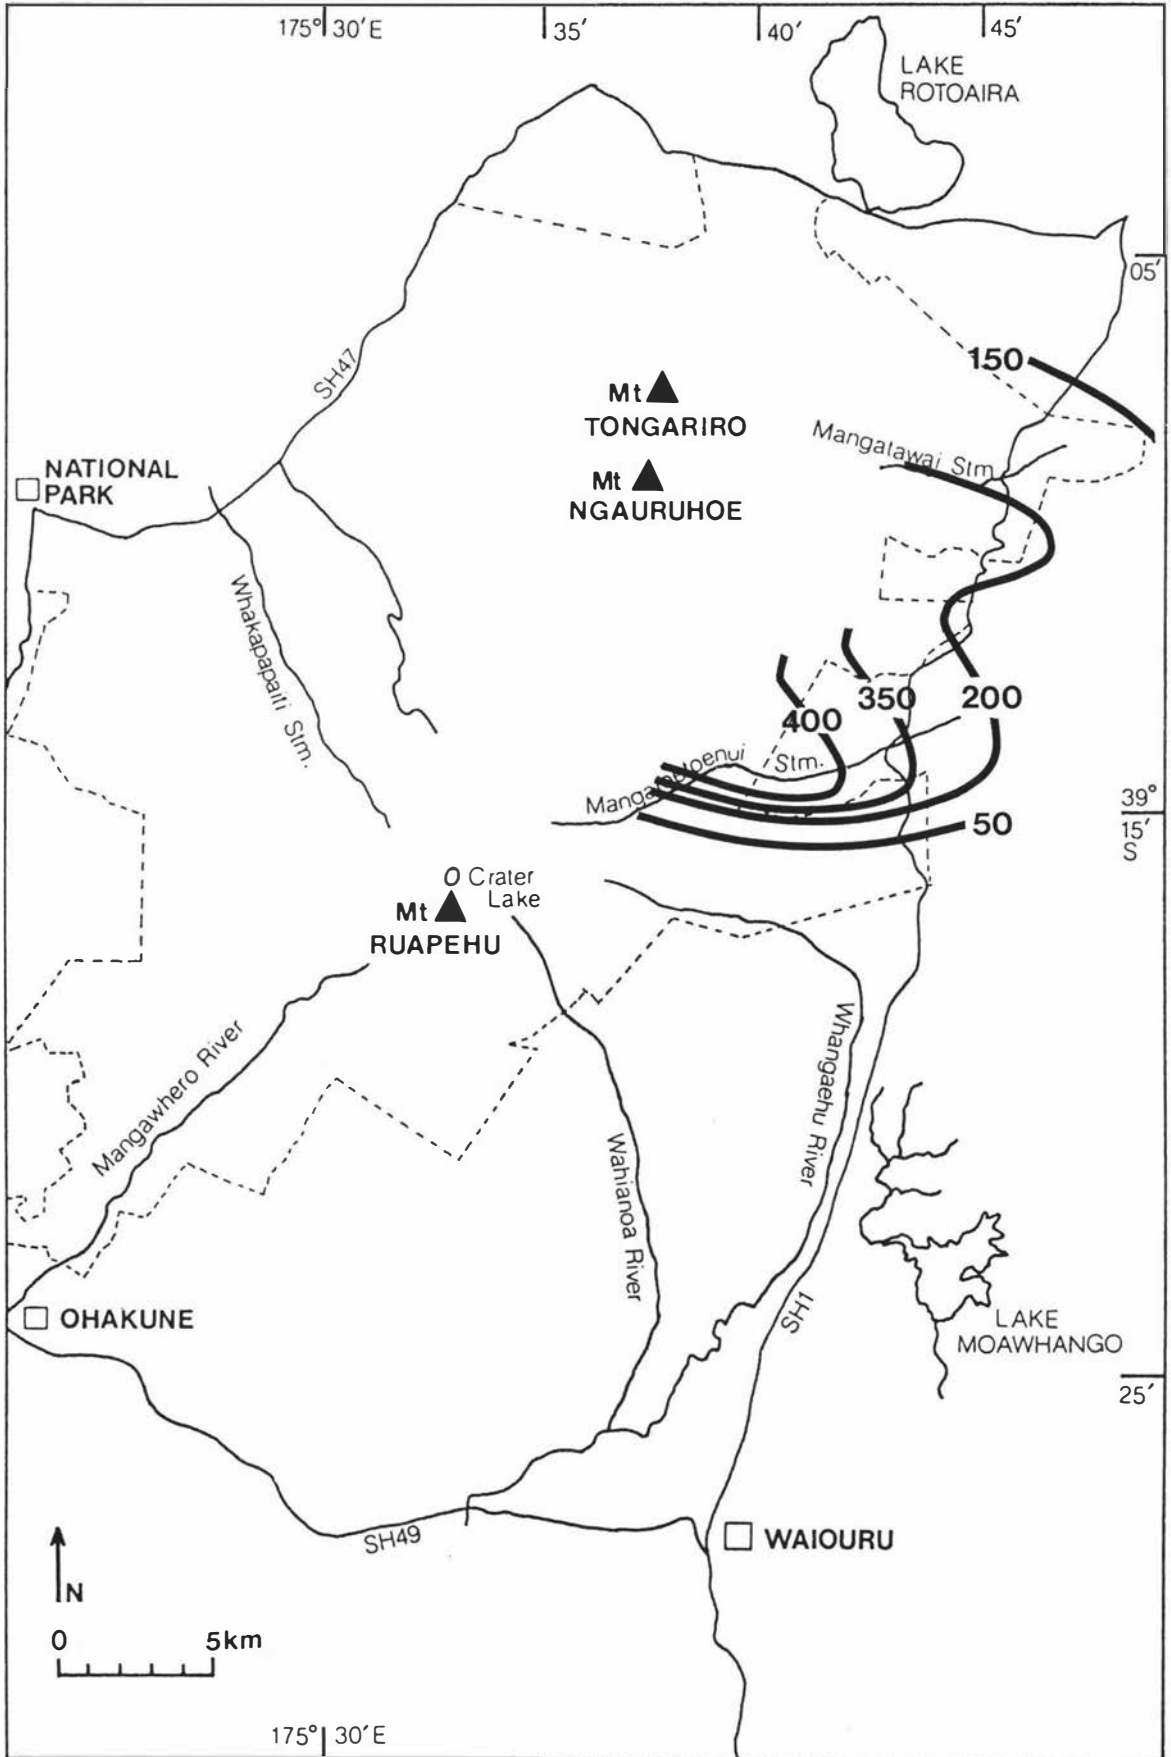 175° 30′ E
35′
40′
45′
LAKE
ROTOAIRA
05′
SH47
150
Mt
TONGARIRO
Mangatawai Stm.
NATIONAL
PARK
Mt
NGAURUHOE
Whakapapaiti Stm.
400
350
200
Stm.
39°
15′
S
50
Crater
Lake
Mt
RUAPEHU
Mangawhero River
Whangaehu River
Wahianoa River
SH1
OHAKUNE
LAKE
MOAWHANGO
25′
SH49
WAIOURU
N
0 5km
175° 30′ E